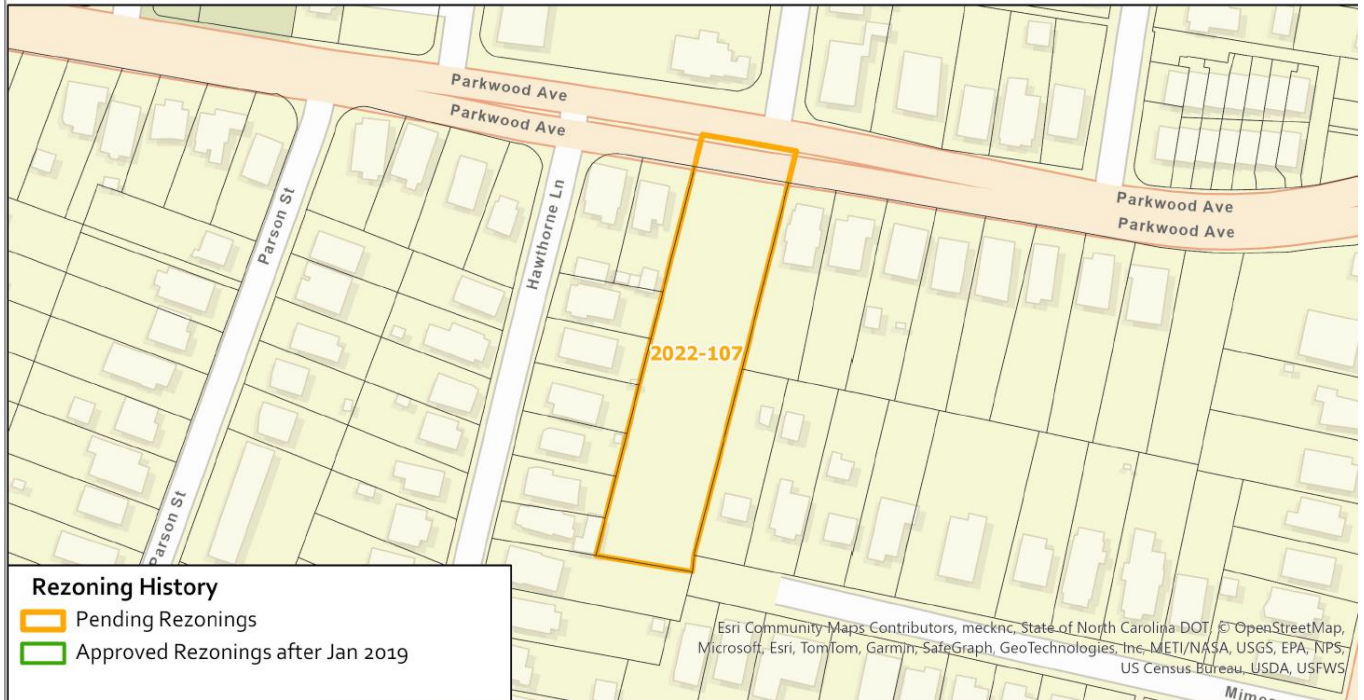 Parkwood Ave
Parkwood Ave
Parkwood Ave
Parkwood Ave
Parson St
Hawthorne Ln
2022-107
Parson St
Rezoning History
Pending Rezonings
Approved Rezonings after Jan 2019
Esri Community Maps Contributors, mecknc, State of North Carolina DOT, © OpenStreetMap,
Microsoft, Esri, TomTom, Garmin, SafeGraph, GeoTechnologies, Inc, METI/NASA, USGS, EPA, NPS,
US Census Bureau, USDA, USFWS